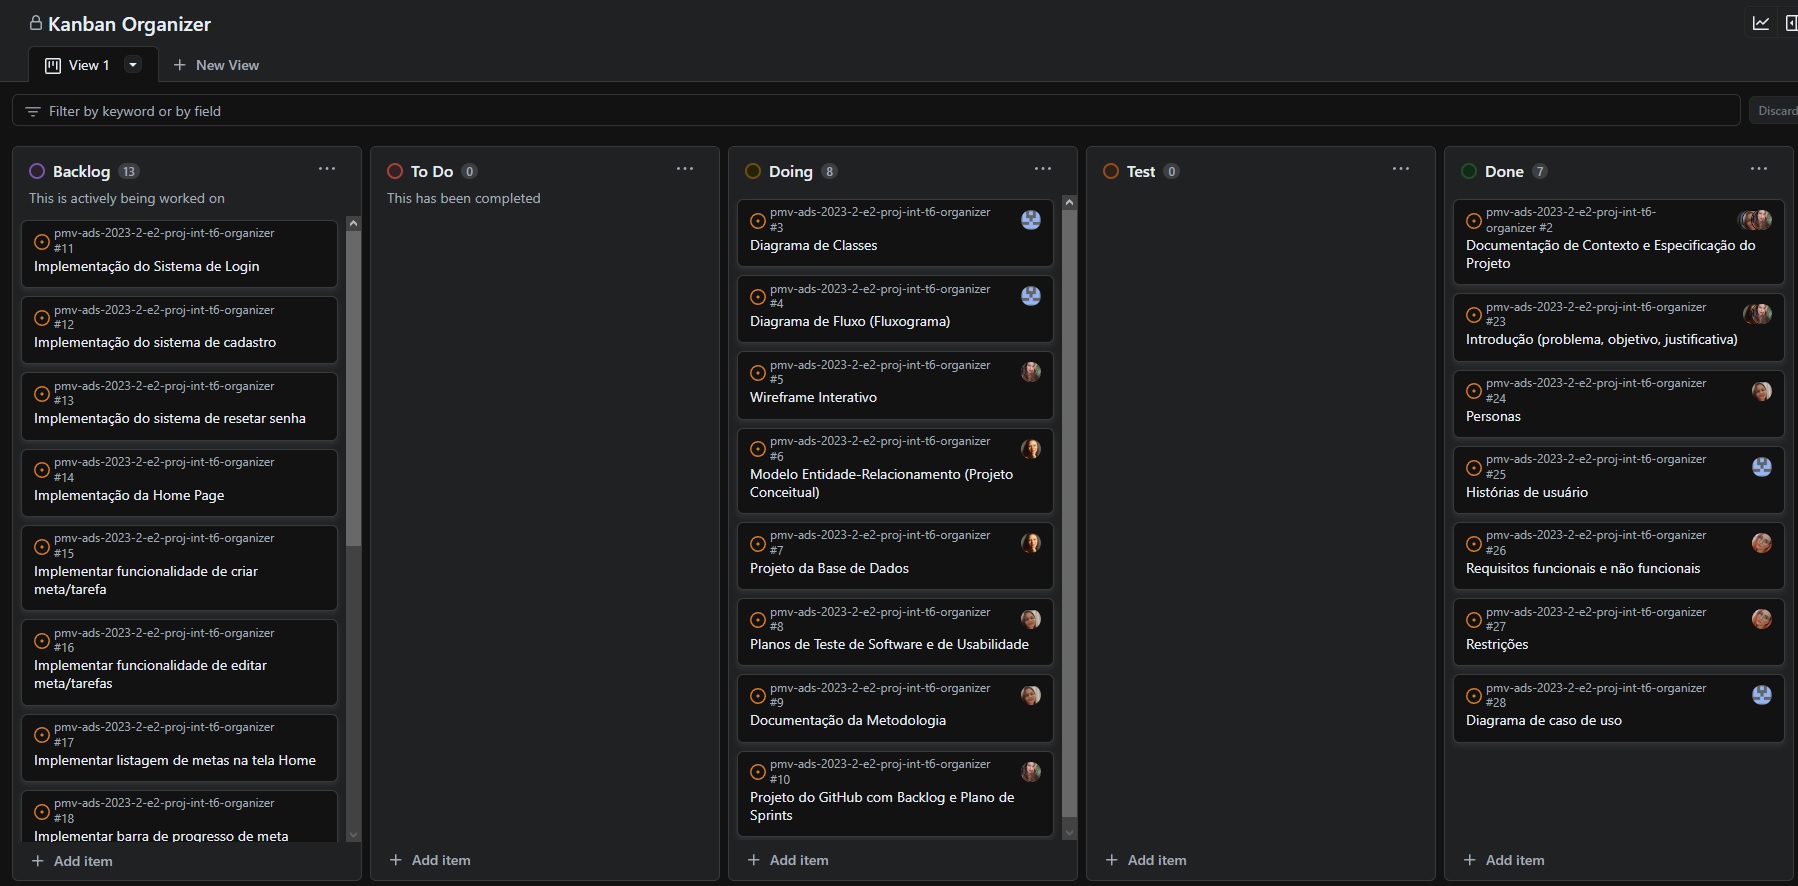 Kanban Organizer
View 1
New View
Filter by keyword or by field
Discard
Backlog 13
This is actively being worked on
pmv-ads-2023-2-e2-proj-int-t6-organizer
#11
Implementação do Sistema de Login
pmv-ads-2023-2-e2-proj-int-t6-organizer
#12
Implementação do sistema de cadastro
pmv-ads-2023-2-e2-proj-int-t6-organizer
#13
Implementação do sistema de resetar senha
pmv-ads-2023-2-e2-proj-int-t6-organizer
#14
Implementação da Home Page
pmv-ads-2023-2-e2-proj-int-t6-organizer
#15
Implementar funcionalidade de criar
meta/tarefa
pmv-ads-2023-2-e2-proj-int-t6-organizer
#16
Implementar funcionalidade de editar
meta/tarefas
pmv-ads-2023-2-e2-proj-int-t6-organizer
#17
Implementar listagem de metas na tela Home
pmv-ads-2023-2-e2-proj-int-t6-organizer
#18
Implementar barra de progresso de meta
Add item
To Do 0
This has been completed
Add item
Doing 8
pmv-ads-2023-2-e2-proj-int-t6-organizer
#3
Diagrama de Classes
pmv-ads-2023-2-e2-proj-int-t6-organizer
#4
Diagrama de Fluxo (Fluxograma)
pmv-ads-2023-2-e2-proj-int-t6-organizer
#5
Wireframe Interativo
pmv-ads-2023-2-e2-proj-int-t6-organizer
#6
Modelo Entidade-Relacionamento (Projeto
Conceitual)
pmv-ads-2023-2-e2-proj-int-t6-organizer
#7
Projeto da Base de Dados
pmv-ads-2023-2-e2-proj-int-t6-organizer
#8
Planos de Teste de Software e de Usabilidade
pmv-ads-2023-2-e2-proj-int-t6-organizer
#9
Documentação da Metodologia
pmv-ads-2023-2-e2-proj-int-t6-organizer
#10
Projeto do GitHub com Backlog e Plano de
Sprints
Add item
Test 0
Add item
Done 7
pmv-ads-2023-2-e2-proj-int-t6-
organizer #2
Documentação de Contexto e Especificação do
Projeto
pmv-ads-2023-2-e2-proj-int-t6-organizer
#23
Introdução (problema, objetivo, justificativa)
pmv-ads-2023-2-e2-proj-int-t6-organizer
#24
Personas
pmv-ads-2023-2-e2-proj-int-t6-organizer
#25
Histórias de usuário
pmv-ads-2023-2-e2-proj-int-t6-organizer
#26
Requisitos funcionais e não funcionais
pmv-ads-2023-2-e2-proj-int-t6-organizer
#27
Restrições
pmv-ads-2023-2-e2-proj-int-t6-organizer
#28
Diagrama de caso de uso
Add item